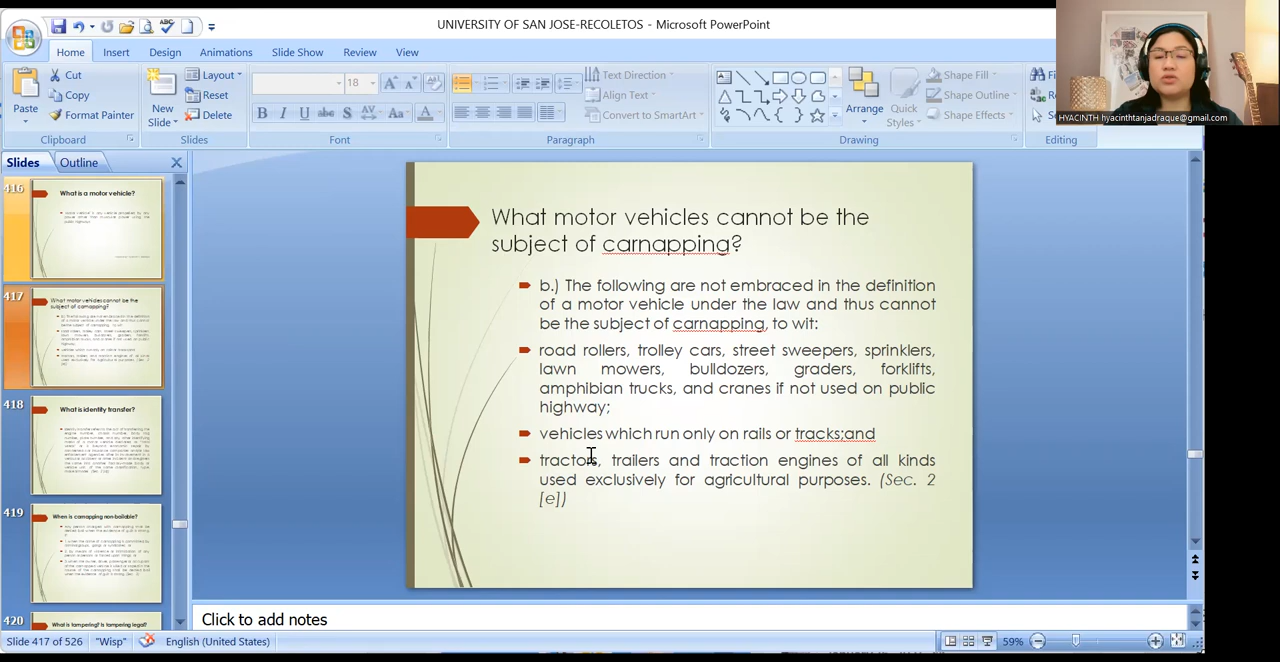 UNIVERSITY OF SAN JOSE-RECOLETOS - Microsoft PowerPoint
Home Insert Design Animations Slide Show Review View
Paste
Cut
Copy
Format Painter
Clipboard
New Slide
Layout
Reset
Delete
Slides
18
B I U abc S AV Aa A
Font
Text Direction
Align Text
Convert to SmartArt
Paragraph
Arrange
Quick Styles
Shape Fill
Shape Outline
Shape Effects
Drawing
Editing
HYACINTH hyacinthtanjadraque@gmail.com
Slides Outline
416
What is a motor vehicle?
417
What motor vehicles cannot be the
subject of carnapping?
418
What is identity transfer?
419
When is carnapping non-bailable?
420
What is tampering? Is tampering legal?
What motor vehicles cannot be the
subject of carnapping?
b.) The following are not embraced in the definition
of a motor vehicle under the law and thus cannot
be the subject of carnapping, to wit:
road rollers, trolley cars, street sweepers, sprinklers,
lawn mowers, bulldozers, graders, forklifts,
amphibian trucks, and cranes if not used on public
highway;
vehicles which run only on rails or tracks;and
tractors, trailers and traction engines of all kinds
used exclusively for agricultural purposes. (Sec. 2
[e])
Click to add notes
Slide 417 of 526
"Wisp"
English (United States)
59%